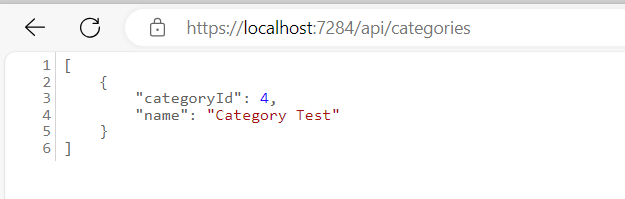 https://localhost:7284/api/categories
1 [
2 {
3 "categoryId": 4,
4 "name": "Category Test"
5 }
6 ]